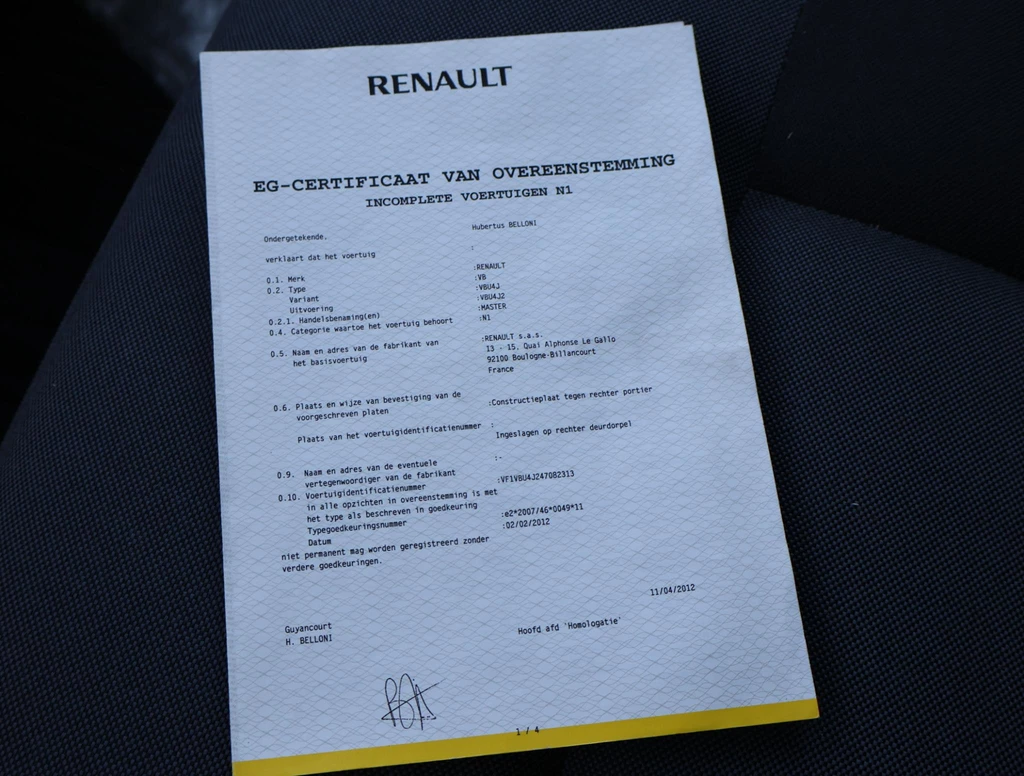 RENAULT
EG-CERTIFICAAT VAN OVEREENSTEMMING
INCOMPLETE VOERTUIGEN N1
Ondergetekende. Hubertus BELLONI
verklaart dat het voertuig :
0.1. Merk :RENAULT
0.2. Type :VB
Variant :VBU4J
Uitvoering :VBU4J2
0.2.1. Handelsbenaming(en) :MASTER
0.4. Categorie waartoe het voertuig behoort :N1
0.5. Naam en adres van de fabrikant van :RENAULT s.a.s.
het basisvoertuig 13 - 15, Quai Alphonse Le Gallo
92100 Boulogne-Billancourt
France
0.6. Plaats en wijze van bevestiging van de :Constructieplaat tegen rechter portier
voorgeschreven platen
Plaats van het voertuigidentificatienummer :
Ingeslagen op rechter deurdorpel
0.9. Naam en adres van de eventuele :-
vertegenwoordiger van de fabrikant
0.10. Voertuigidentificatienummer :VF1VBU4J247082313
in alle opzichten in overeenstemming is met
het type als beschreven in goedkeuring
Typegoedkeuringsnummer :e2*2007/46*0049*11
Datum :02/02/2012
niet permanent mag worden geregistreerd zonder
verdere goedkeuringen.
11/04/2012
Guyancourt Hoofd afd 'Homologatie'
H. BELLONI
1 / 4